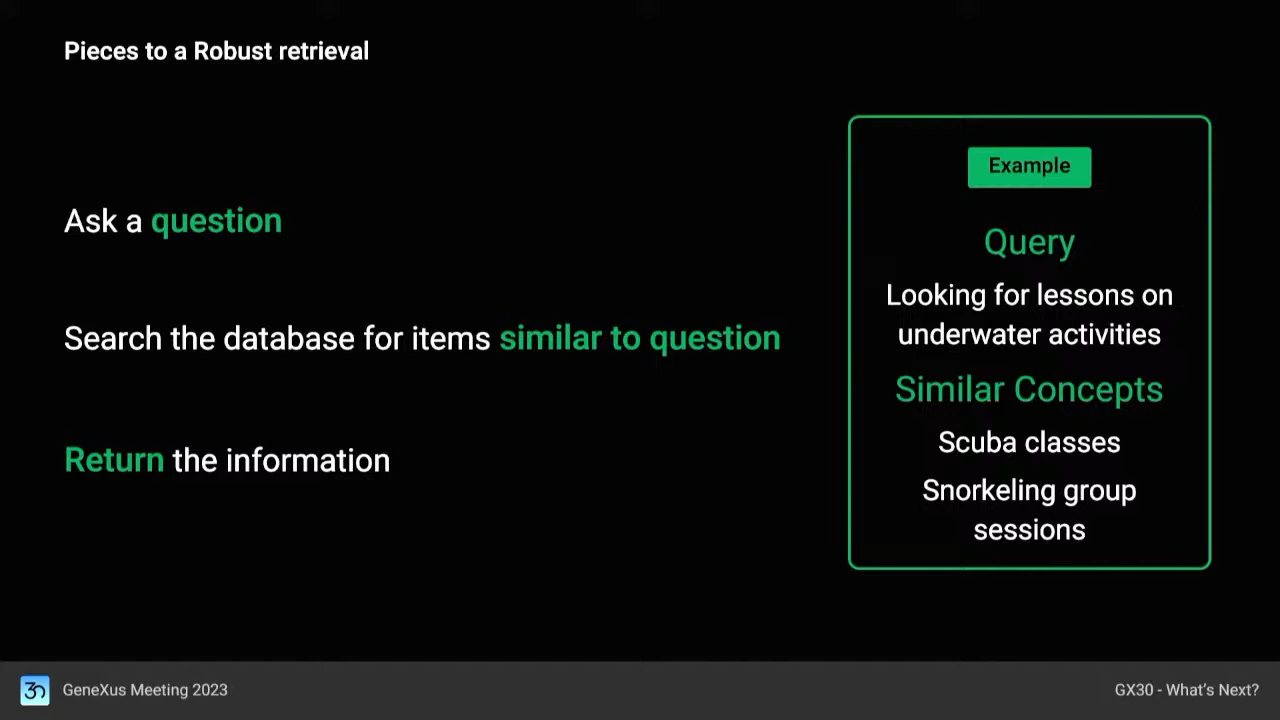 Pieces to a Robust retrieval
Ask a question
Search the database for items similar to question
Return the information
Example
Query
Looking for lessons on
underwater activities
Similar Concepts
Scuba classes
Snorkeling group
sessions
30 GeneXus Meeting 2023
GX30 - What's Next?